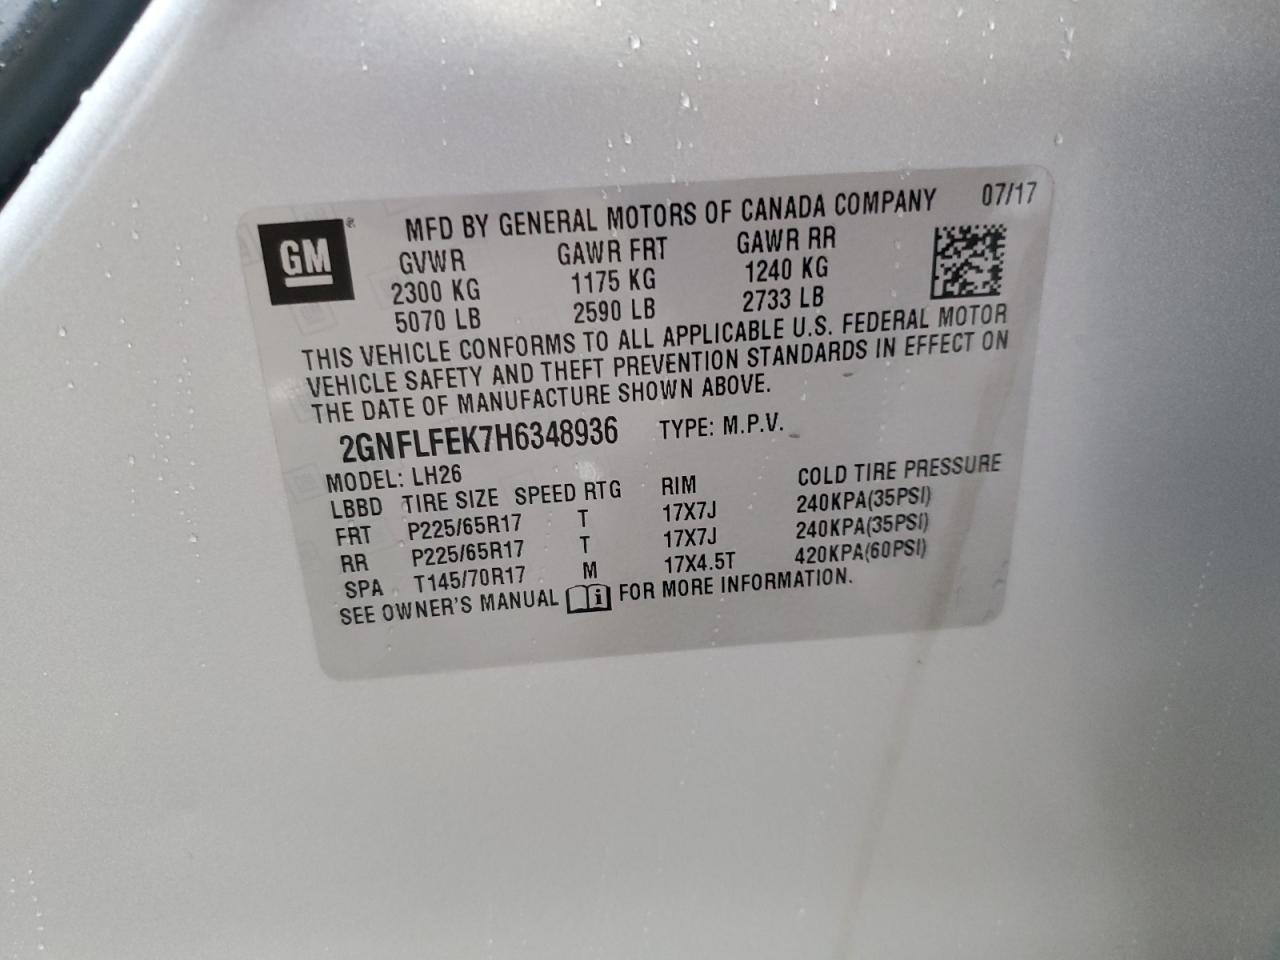 GM ®
MFD BY GENERAL MOTORS OF CANADA COMPANY 07/17
GVWR GAWR FRT GAWR RR
2300 KG 1175 KG 1240 KG
5070 LB 2590 LB 2733 LB
THIS VEHICLE CONFORMS TO ALL APPLICABLE U.S. FEDERAL MOTOR
VEHICLE SAFETY AND THEFT PREVENTION STANDARDS IN EFFECT ON
THE DATE OF MANUFACTURE SHOWN ABOVE.
2GNFLFEK7H6348936 TYPE: M.P.V.
MODEL: LH26
LBBD TIRE SIZE SPEED RTG RIM COLD TIRE PRESSURE
FRT P225/65R17 T 17X7J 240KPA(35PSI)
RR P225/65R17 T 17X7J 240KPA(35PSI)
SPA T145/70R17 M 17X4.5T 420KPA(60PSI)
SEE OWNER'S MANUAL i FOR MORE INFORMATION.